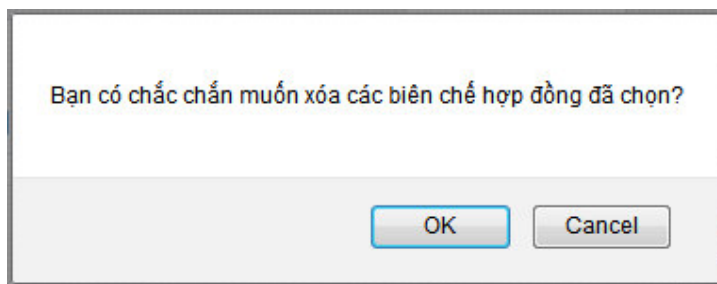 Bạn có chắc chắn muốn xóa các biên chế hợp đồng đã chọn?
OK
Cancel